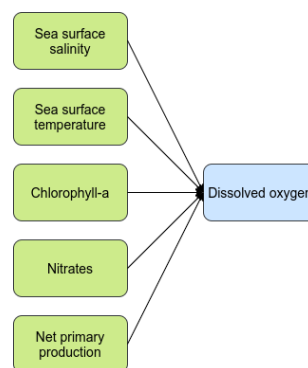 Sea surface
salinity
Sea surface
temperature
Chlorophyll-a
Dissolved oxygen
Nitrates
Net primary
production